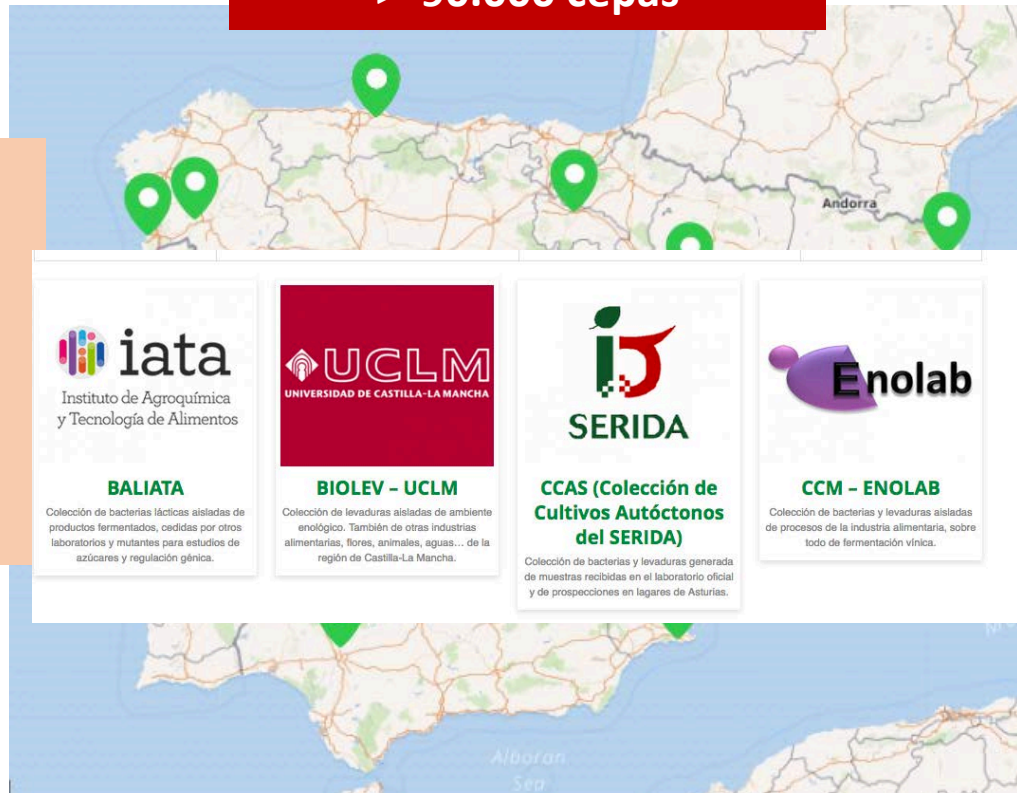 Andorra
iata
Instituto de Agroquímica
y Tecnología de Alimentos
UCLM
UNIVERSIDAD DE CASTILLA-LA MANCHA
SERIDA
Enolab
BALIATA
Colección de bacterias lácticas aisladas de
productos fermentados, cedidas por otros
laboratorios y mutantes para estudios de
azúcares y regulación génica.
BIOLEV – UCLM
Colección de levaduras aisladas de ambiente
enológico. También de otras industrias
alimentarias, flores, animales, aguas... de la
región de Castilla-La Mancha.
CCAS (Colección de
Cultivos Autóctonos
del SERIDA)
Colección de bacterias y levaduras generada
de muestras recibidas en el laboratorio oficial
y de prospecciones en lagares de Asturias.
CCM – ENOLAB
Colección de bacterias y levaduras aisladas
de procesos de la industria alimentaria, sobre
todo de fermentación vínica.
Alboran
Sea